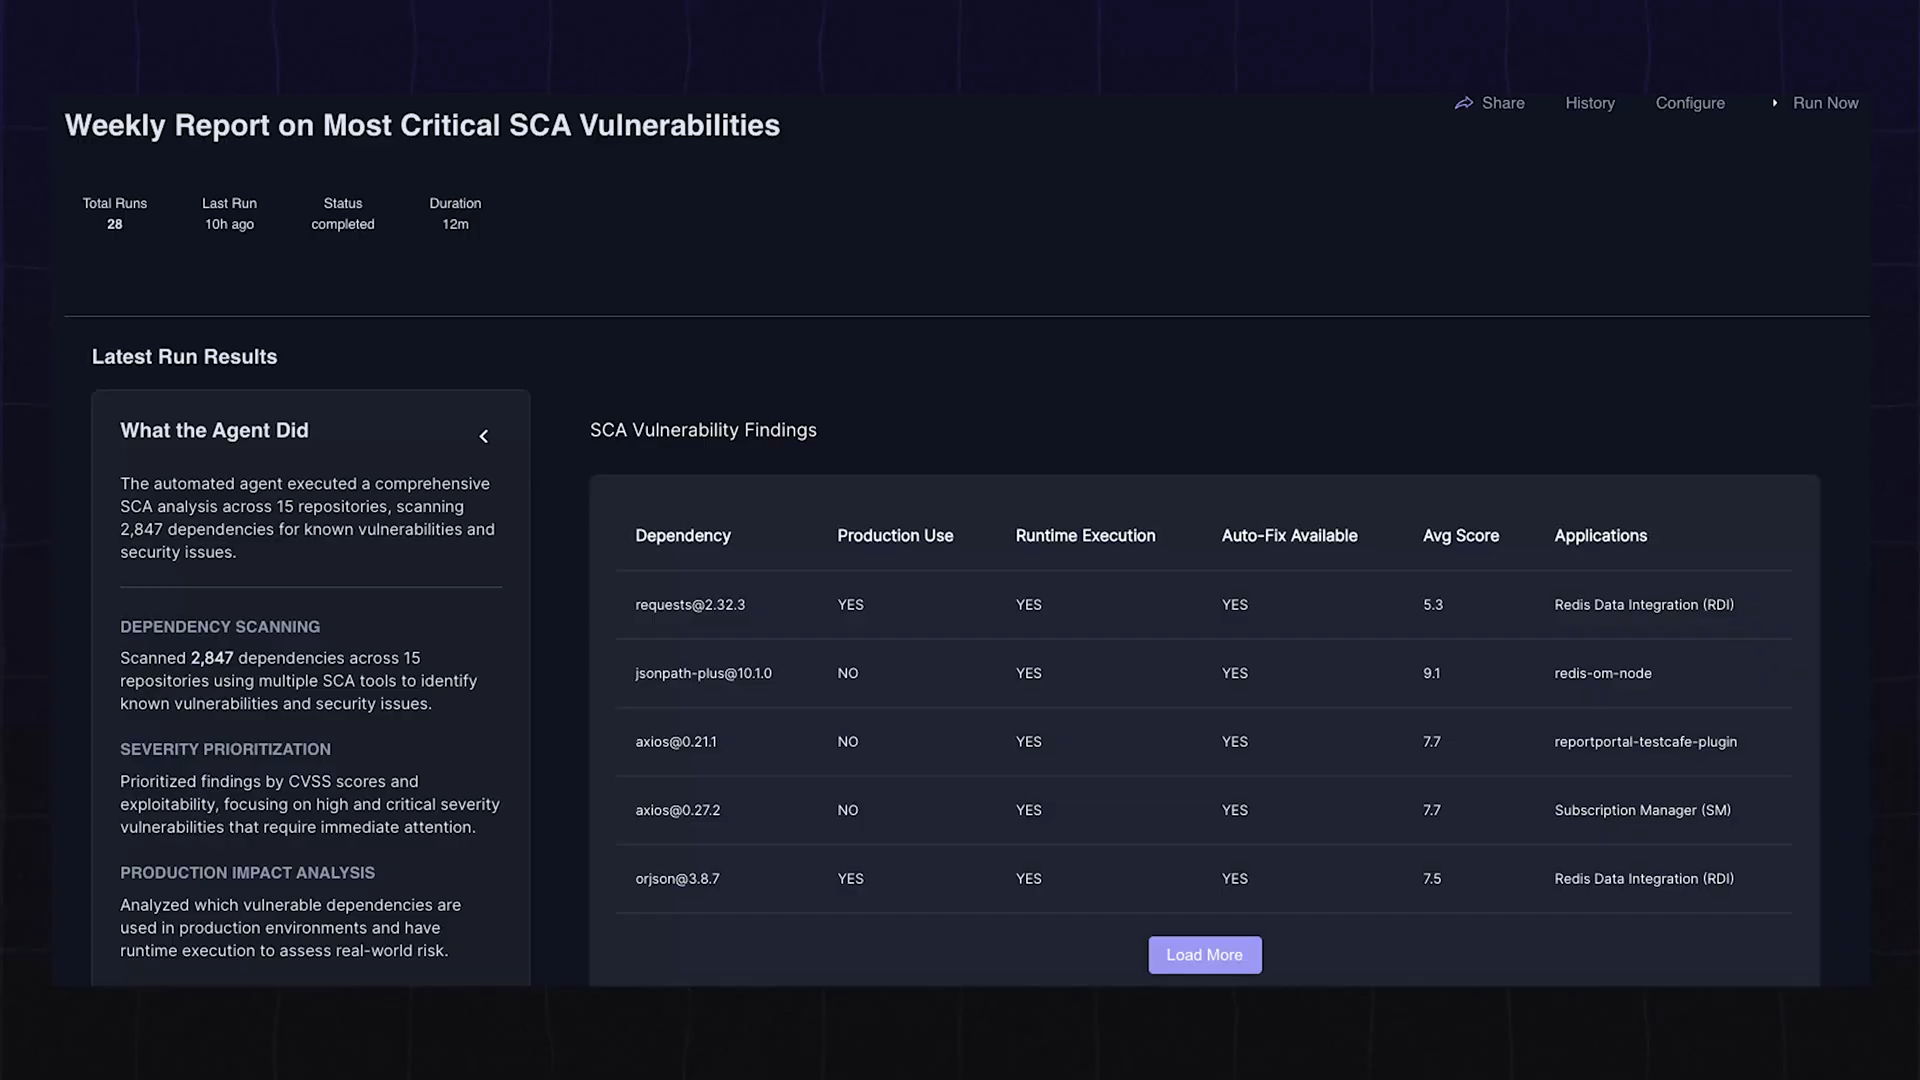 Share History Configure Run Now
Weekly Report on Most Critical SCA Vulnerabilities
Total Runs Last Run Status Duration
28 10h ago completed 12m
Latest Run Results
What the Agent Did
The automated agent executed a comprehensive
SCA analysis across 15 repositories, scanning
2,847 dependencies for known vulnerabilities and
security issues.
DEPENDENCY SCANNING
Scanned 2,847 dependencies across 15
repositories using multiple SCA tools to identify
known vulnerabilities and security issues.
SEVERITY PRIORITIZATION
Prioritized findings by CVSS scores and
exploitability, focusing on high and critical severity
vulnerabilities that require immediate attention.
PRODUCTION IMPACT ANALYSIS
Analyzed which vulnerable dependencies are
used in production environments and have
runtime execution to assess real-world risk.
SCA Vulnerability Findings
Dependency Production Use Runtime Execution Auto-Fix Available Avg Score Applications
requests@2.32.3 YES YES YES 5.3 Redis Data Integration (RDI)
jsonpath-plus@10.1.0 NO YES YES 9.1 redis-om-node
axios@0.21.1 NO YES YES 7.7 reportportal-testcafe-plugin
axios@0.27.2 NO YES YES 7.7 Subscription Manager (SM)
orjson@3.8.7 YES YES YES 7.5 Redis Data Integration (RDI)
Load More